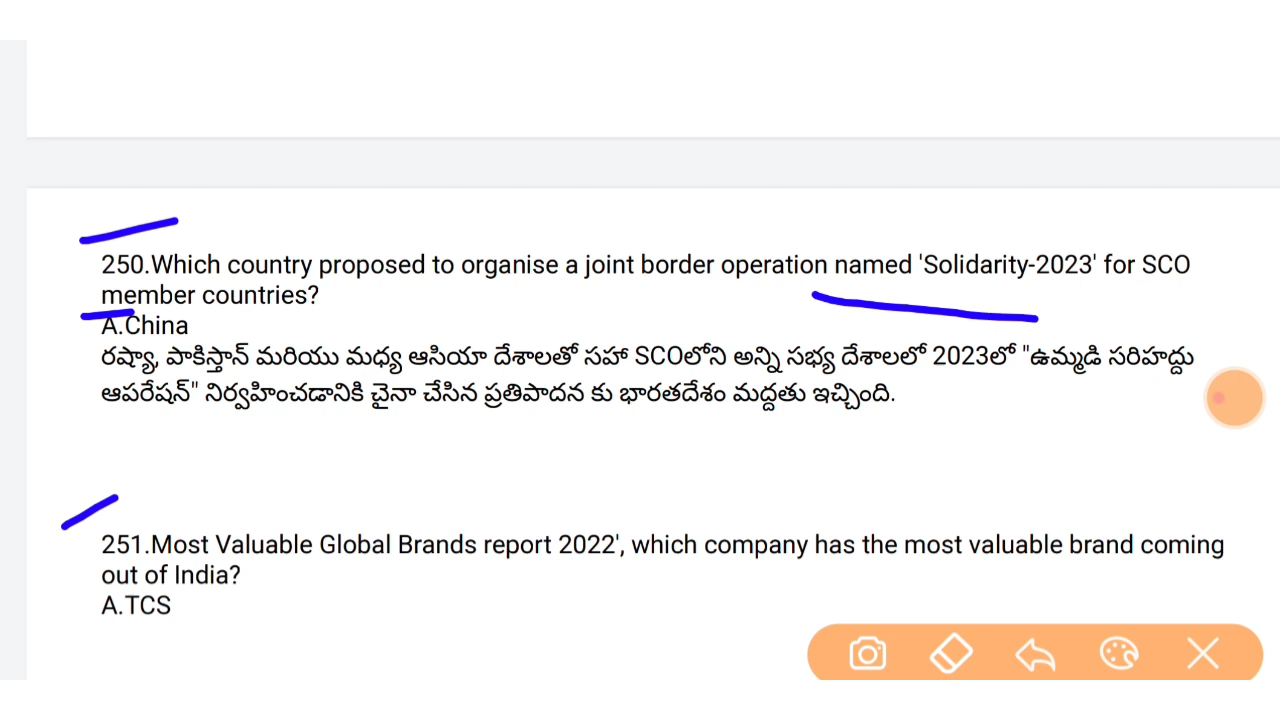 250.Which country proposed to organise a joint border operation named 'Solidarity-2023' for SCO
member countries?
A.China
రష్యా, పాకిస్తాన్ మరియు మధ్య ఆసియా దేశాలతో సహా SCOలోని అన్ని సభ్య దేశాలలో 2023లో "ఉమ్మడి సరిహద్దు
ఆపరేషన్" నిర్వహించడానికి చైనా చేసిన ప్రతిపాదన కు భారతదేశం మద్దతు ఇచ్చింది.
251.Most Valuable Global Brands report 2022', which company has the most valuable brand coming
out of India?
A.TCS